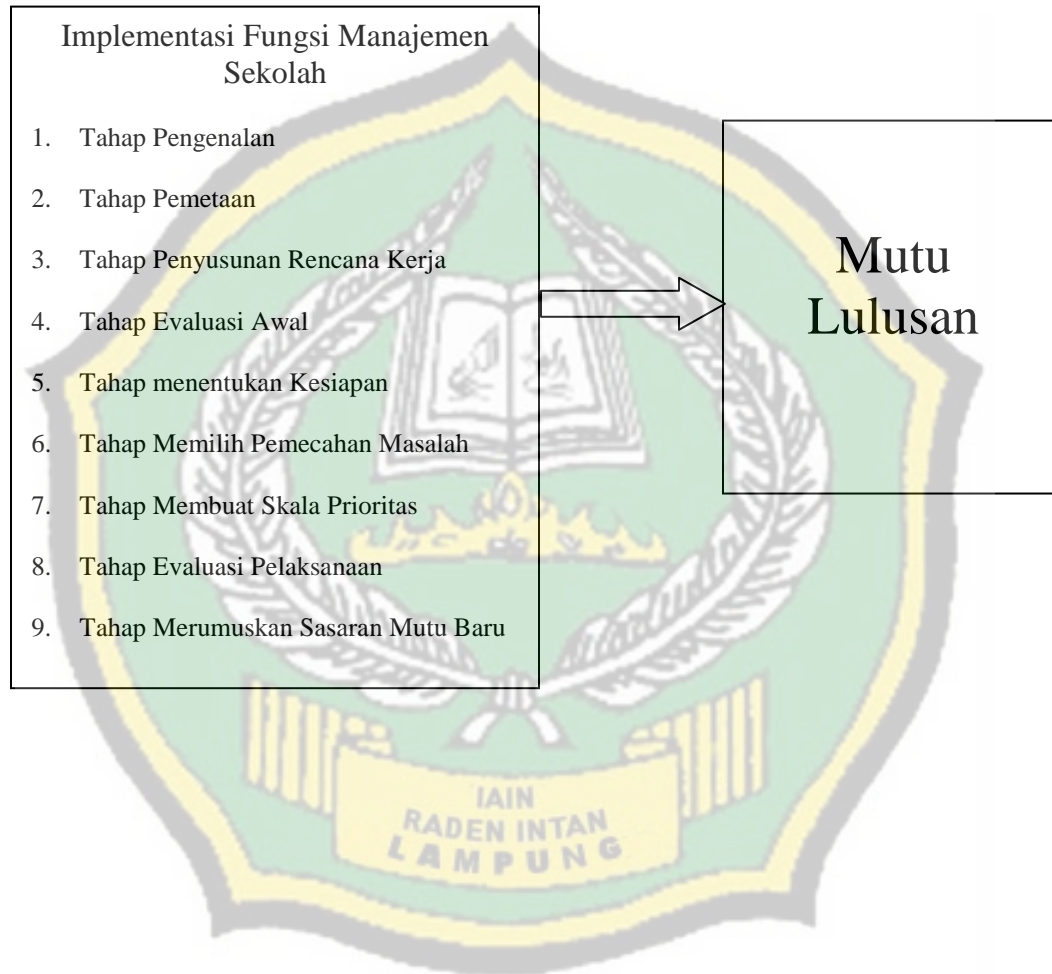 Implementasi Fungsi Manajemen
Sekolah
1. Tahap Pengenalan
2. Tahap Pemetaan
3. Tahap Penyusunan Rencana Kerja
4. Tahap Evaluasi Awal
5. Tahap menentukan Kesiapan
6. Tahap Memilih Pemecahan Masalah
7. Tahap Membuat Skala Prioritas
8. Tahap Evaluasi Pelaksanaan
9. Tahap Merumuskan Sasaran Mutu Baru
Mutu
Lulusan
IAIN
RADEN INTAN
LAMPUNG